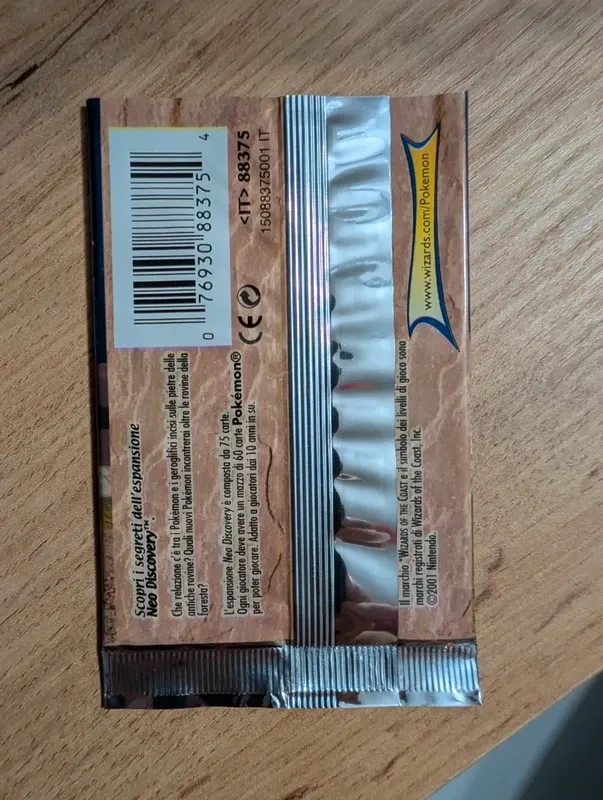 Scopri i segreti dell'espansione
Neo Discovery™.
Che relazione c'è tra i Pokémon e i geroglifici incisi sulle pietre delle
antiche rovine? Quali nuovi Pokémon incontrerai oltre le rovine della
foresta?
L'espansione Neo Discovery è composta da 75 carte.
Ogni giocatore deve avere un mazzo di 60 carte Pokémon®
per poter giocare. Adatto a giocatori dai 10 anni in su.
0 76930 88375 4
<IT> 88375
15088375001 IT
CE
www.wizards.com/Pokemon
Il marchio "WIZARDS OF THE COAST e il simbolo dei livelli di gioco sono
marchi registrati di Wizards of the Coast, Inc.
©2001 Nintendo.